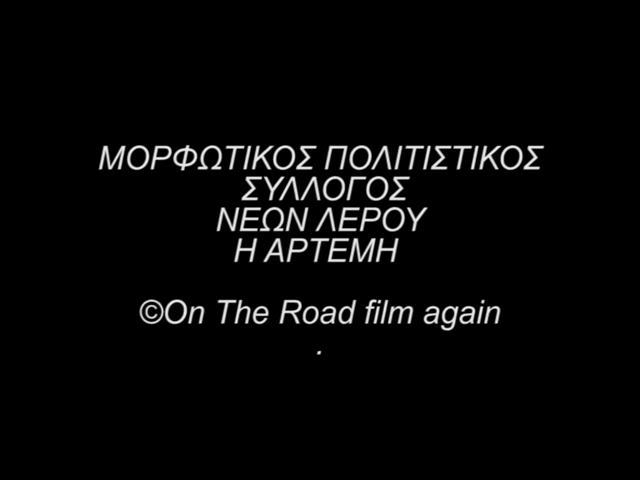 ΜΟΡΦΩΤΙΚΟΣ ΠΟΛΙΤΙΣΤΙΚΟΣ
ΣΥΛΛΟΓΟΣ
ΝΕΩΝ ΛΕΡΟΥ
Η ΑΡΤΕΜΗ
©On The Road film again
.